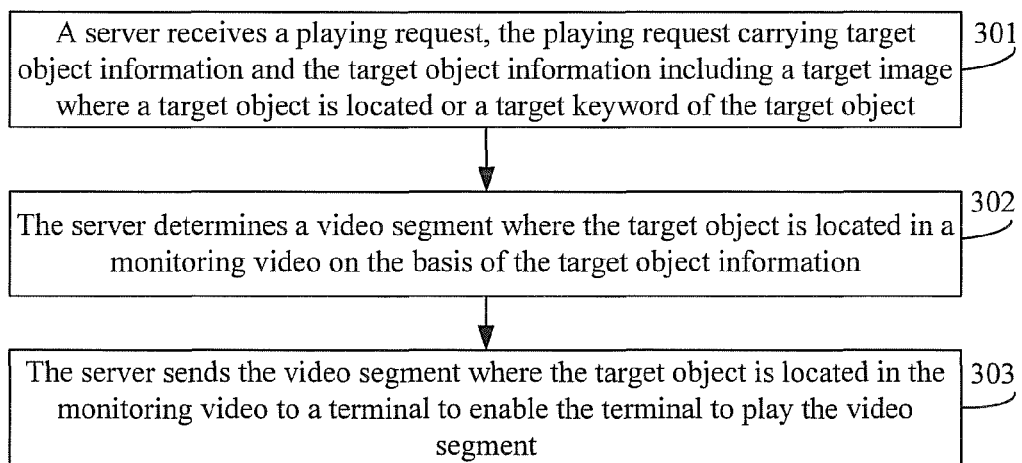 A server receives a playing request, the playing request carrying target
object information and the target object information including a target image
where a target object is located or a target keyword of the target object
301
The server determines a video segment where the target object is located in a
monitoring video on the basis of the target object information
302
The server sends the video segment where the target object is located in the
monitoring video to a terminal to enable the terminal to play the video
segment
303